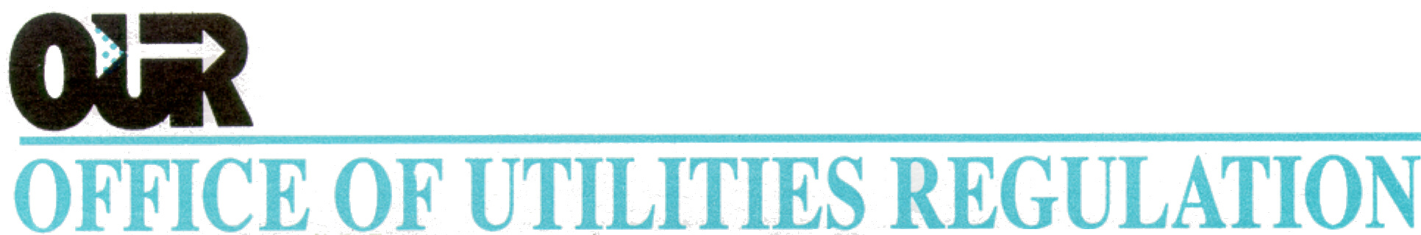 OUR
OFFICE OF UTILITIES REGULATION